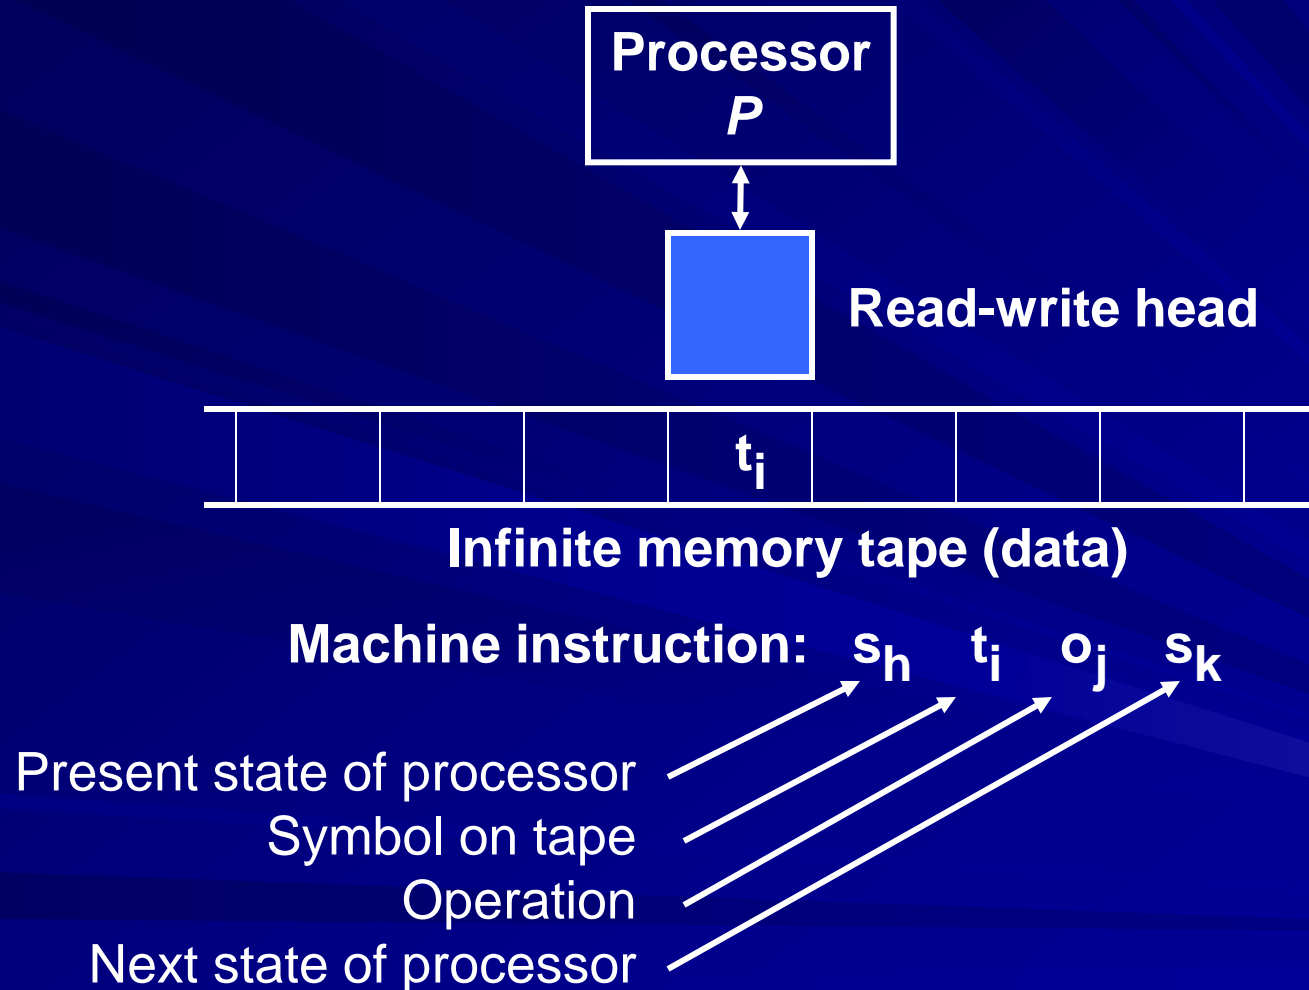 Processor
P
Read-write head
tᵢ
Infinite memory tape (data)
Machine instruction: sₕ tᵢ oⱼ sₖ
Present state of processor
Symbol on tape
Operation
Next state of processor